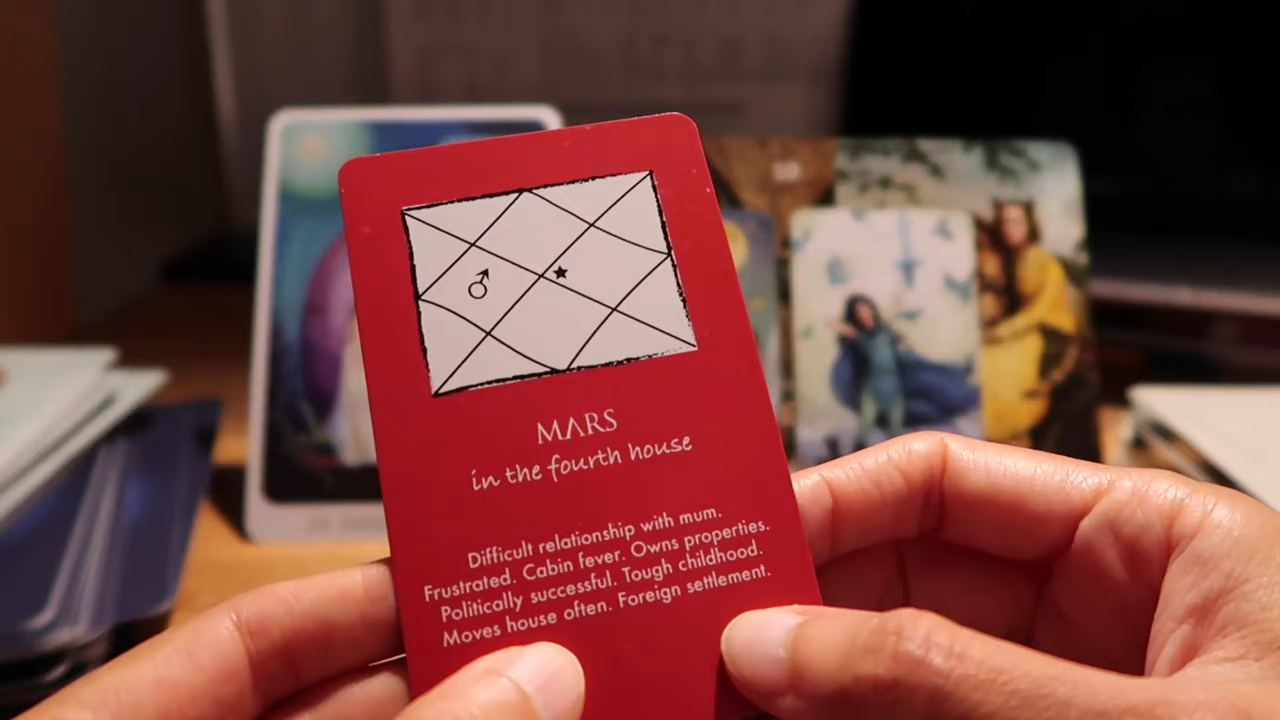 MARS
in the fourth house
Difficult relationship with mum.
Frustrated. Cabin fever. Owns properties.
Politically successful. Tough childhood.
Moves house often. Foreign settlement.